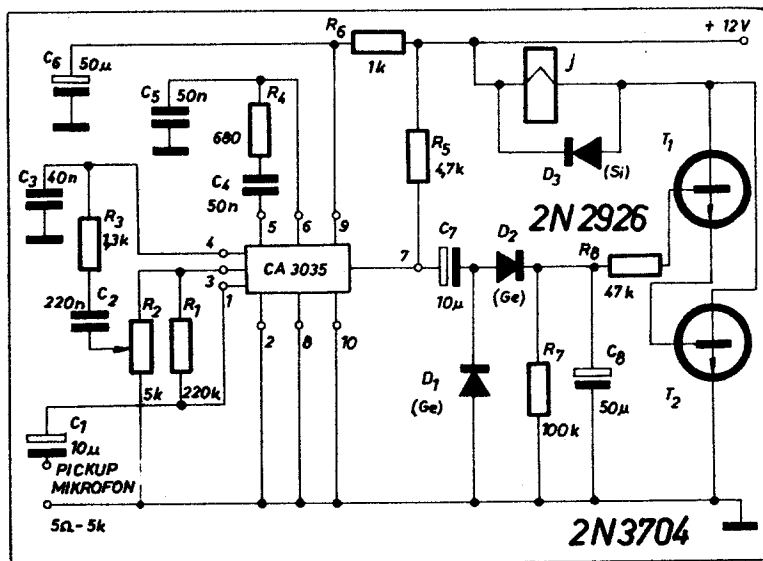 R6
+ 12V
C6
50μ
1k
J
C5
50n
R4
680
R5
4,7k
D3
(Si)
T1
C3
40n
C4
50n
2N2926
R3
1,3k
5
6
9
C7
D2
R8
4
CA 3035
7
3
1
10μ
(Ge)
47k
C2
220n
R2
R1
2
8
10
D1
(Ge)
R7
C8
T2
5k
220k
100k
50μ
C1
10μ
PICKUP
MIKROFON
5Ω-5k
2N3704